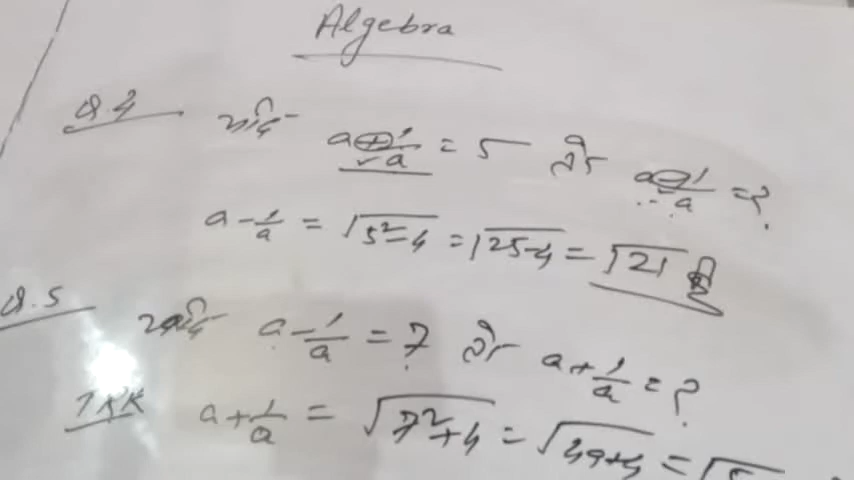 Algebra
Q.4 यदि a+1/a = 5 तो a-1/a = ?
a-1/a = √5²-4 = √25-4 = √21
Q.5 यदि a-1/a = 7 तो a+1/a = ?
a+1/a = √7²+4 = √49+4 = √5